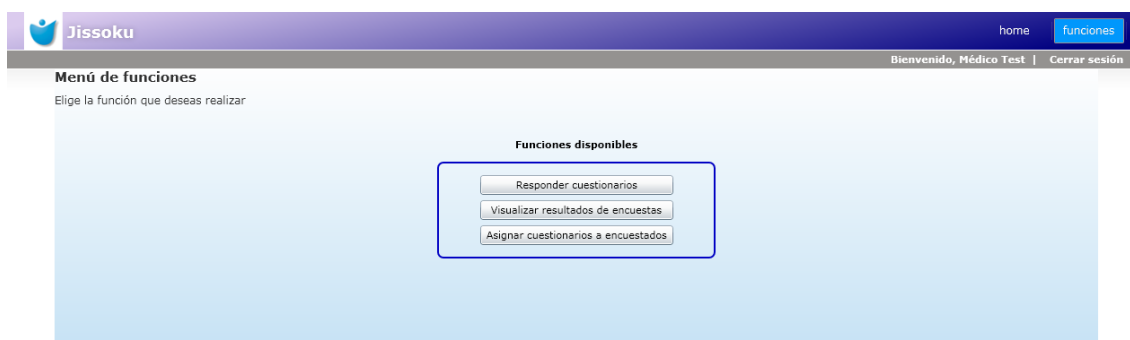 Jissoku
home funciones
Bienvenido, Médico Test | Cerrar sesión
Menú de funciones
Elige la función que deseas realizar
Funciones disponibles
Responder cuestionarios
Visualizar resultados de encuestas
Asignar cuestionarios a encuestados